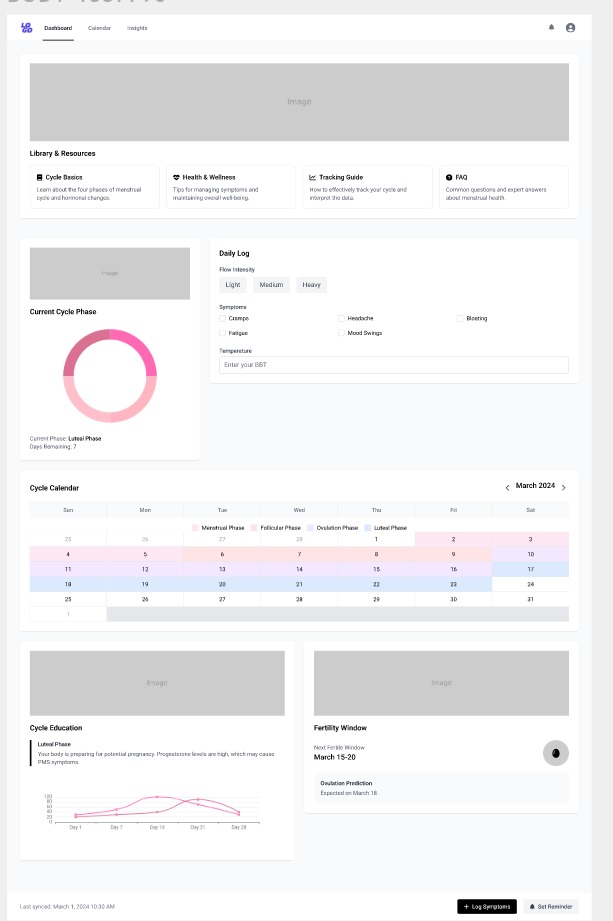 LOGO
Dashboard Calendar Insights
Image
Library & Resources
Cycle Basics
Learn about the four phases of menstrual
cycle and hormonal changes.
Health & Wellness
Tips for managing symptoms and
maintaining overall well-being.
Tracking Guide
How to effectively track your cycle and
interpret the data.
FAQ
Common questions and expert answers
about menstrual health.
Image
Current Cycle Phase
Current Phase: Luteal Phase
Days Remaining: 7
Daily Log
Flow Intensity
Light Medium Heavy
Symptoms
Cramps Headache Bloating
Fatigue Mood Swings
Temperature
Enter your BBT
Cycle Calendar
March 2024
Sun Mon Tue Wed Thu Fri Sat
Menstrual Phase Follicular Phase Ovulation Phase Luteal Phase
25 26 27 28 1 2 3
4 5 6 7 8 9 10
11 12 13 14 15 16 17
18 19 20 21 22 23 24
25 26 27 28 29 30 31
1
Image
Cycle Education
Luteal Phase
Your body is preparing for potential pregnancy. Progesterone levels are high, which may cause
PMS symptoms.
100
80
60
40
20
0
Day 1 Day 7 Day 14 Day 21 Day 28
Image
Fertility Window
Next Fertile Window
March 15-20
Ovulation Prediction
Expected on March 18
Last synced: March 1, 2024 10:30 AM
+ Log Symptoms
Set Reminder